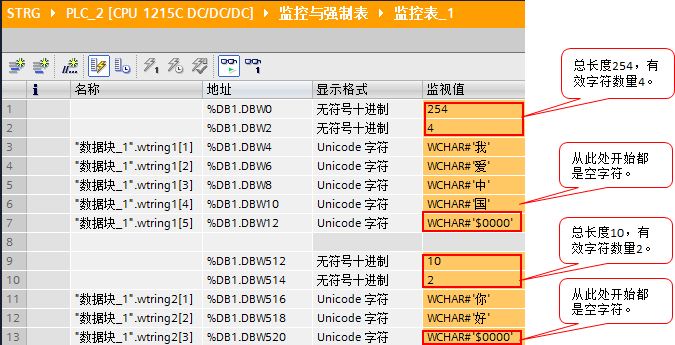 STRG ▸ PLC_2 [CPU 1215C DC/DC/DC] ▸ 监控与强制表 ▸ 监控表_1
i 名称 地址 显示格式 监视值
1 %DB1.DBW0 无符号十进制 254
2 %DB1.DBW2 无符号十进制 4
3 "数据块_1".wtring1[1] %DB1.DBW4 Unicode 字符 WCHAR#'我'
4 "数据块_1".wtring1[2] %DB1.DBW6 Unicode 字符 WCHAR#'爱'
5 "数据块_1".wtring1[3] %DB1.DBW8 Unicode 字符 WCHAR#'中'
6 "数据块_1".wtring1[4] %DB1.DBW10 Unicode 字符 WCHAR#'国'
7 "数据块_1".wtring1[5] %DB1.DBW12 Unicode 字符 WCHAR#'$0000'
8
9 %DB1.DBW512 无符号十进制 10
10 %DB1.DBW514 无符号十进制 2
11 "数据块_1".wtring2[1] %DB1.DBW516 Unicode 字符 WCHAR#'你'
12 "数据块_1".wtring2[2] %DB1.DBW518 Unicode 字符 WCHAR#'好'
13 "数据块_1".wtring2[3] %DB1.DBW520 Unicode 字符 WCHAR#'$0000'
总长度254，有
效字符数量4。
从此处开始都
是空字符。
总长度10，有
效字符数量2。
从此处开始都
是空字符。